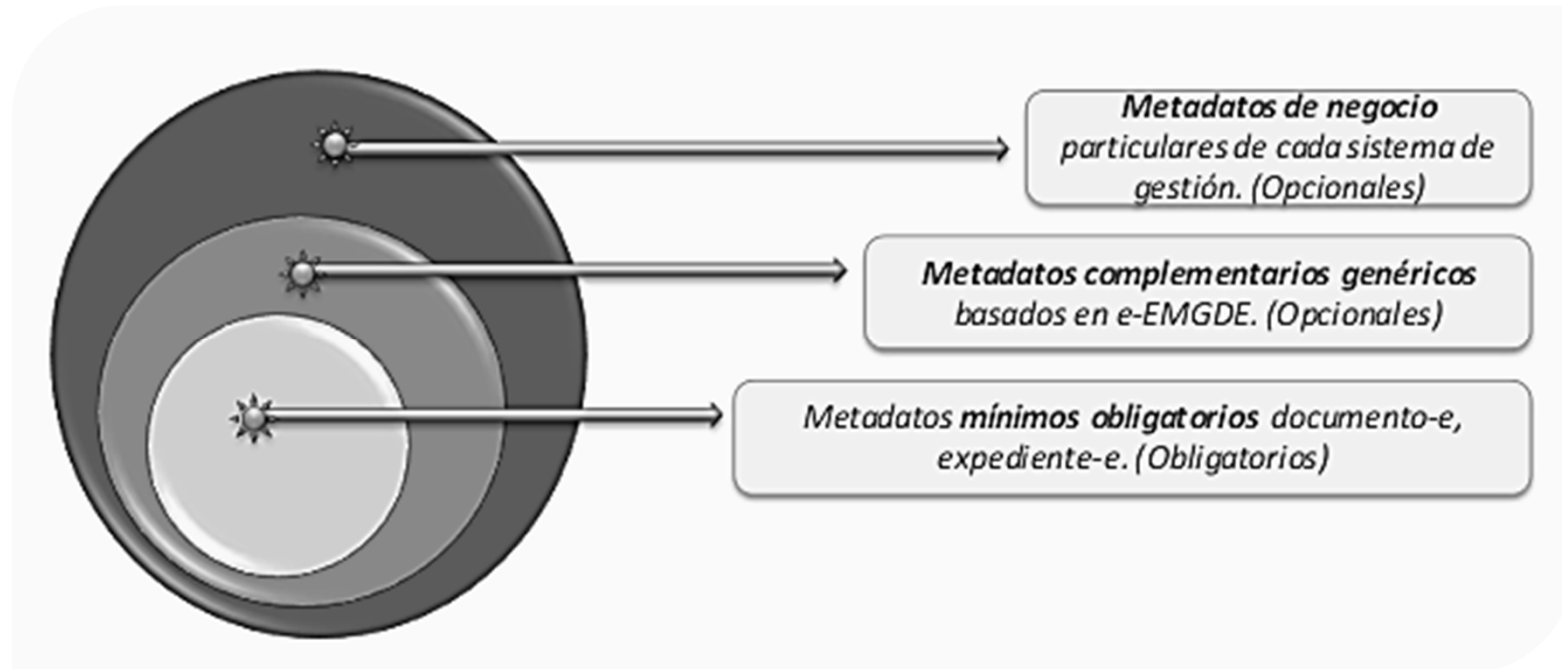 Metadatos de negocio
particulares de cada sistema de
gestión. (Opcionales)
Metadatos complementarios genéricos
basados en e-EMGDE. (Opcionales)
Metadatos mínimos obligatorios documento-e,
expediente-e. (Obligatorios)